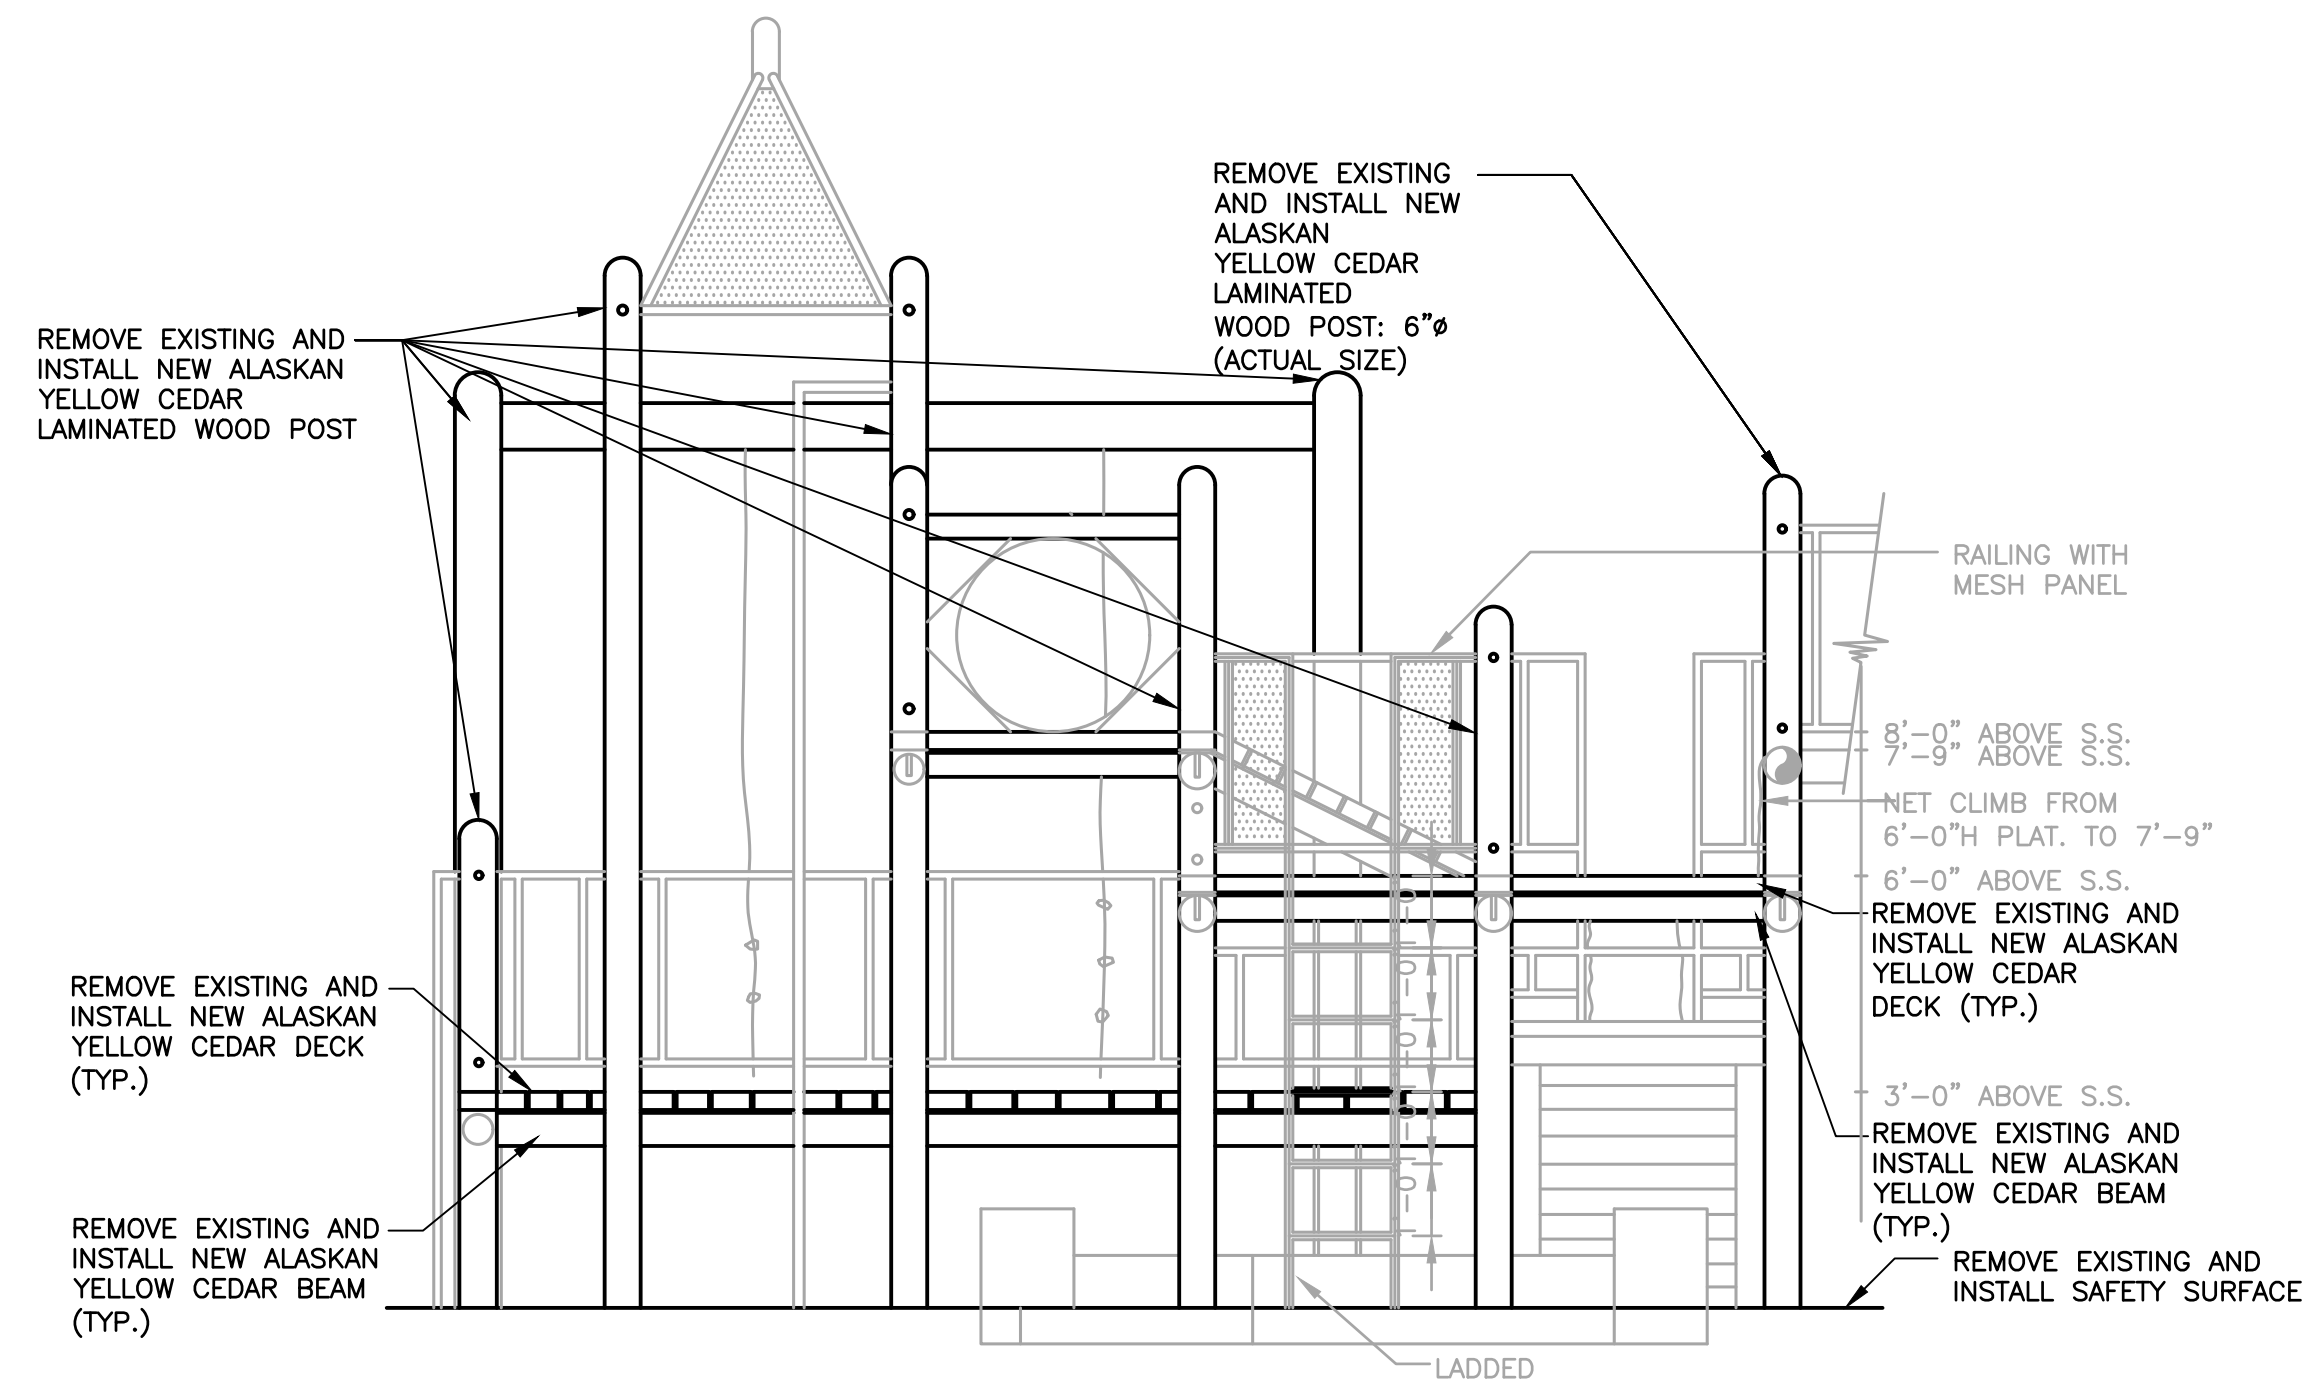 REMOVE EXISTING
AND INSTALL NEW
ALASKAN
YELLOW CEDAR
LAMINATED
WOOD POST: 6"ø
(ACTUAL SIZE)
REMOVE EXISTING AND
INSTALL NEW ALASKAN
YELLOW CEDAR
LAMINATED WOOD POST
RAILING WITH
MESH PANEL
8'-0" ABOVE S.S.
7'-9" ABOVE S.S.
NET CLIMB FROM
6'-0"H PLAT. TO 7'-9"
6'-0" ABOVE S.S.
REMOVE EXISTING AND
INSTALL NEW ALASKAN
YELLOW CEDAR
DECK (TYP.)
REMOVE EXISTING AND
INSTALL NEW ALASKAN
YELLOW CEDAR DECK
(TYP.)
3'-0" ABOVE S.S.
REMOVE EXISTING AND
INSTALL NEW ALASKAN
YELLOW CEDAR BEAM
(TYP.)
REMOVE EXISTING AND
INSTALL NEW ALASKAN
YELLOW CEDAR BEAM
(TYP.)
REMOVE EXISTING AND
INSTALL SAFETY SURFACE
LADDED